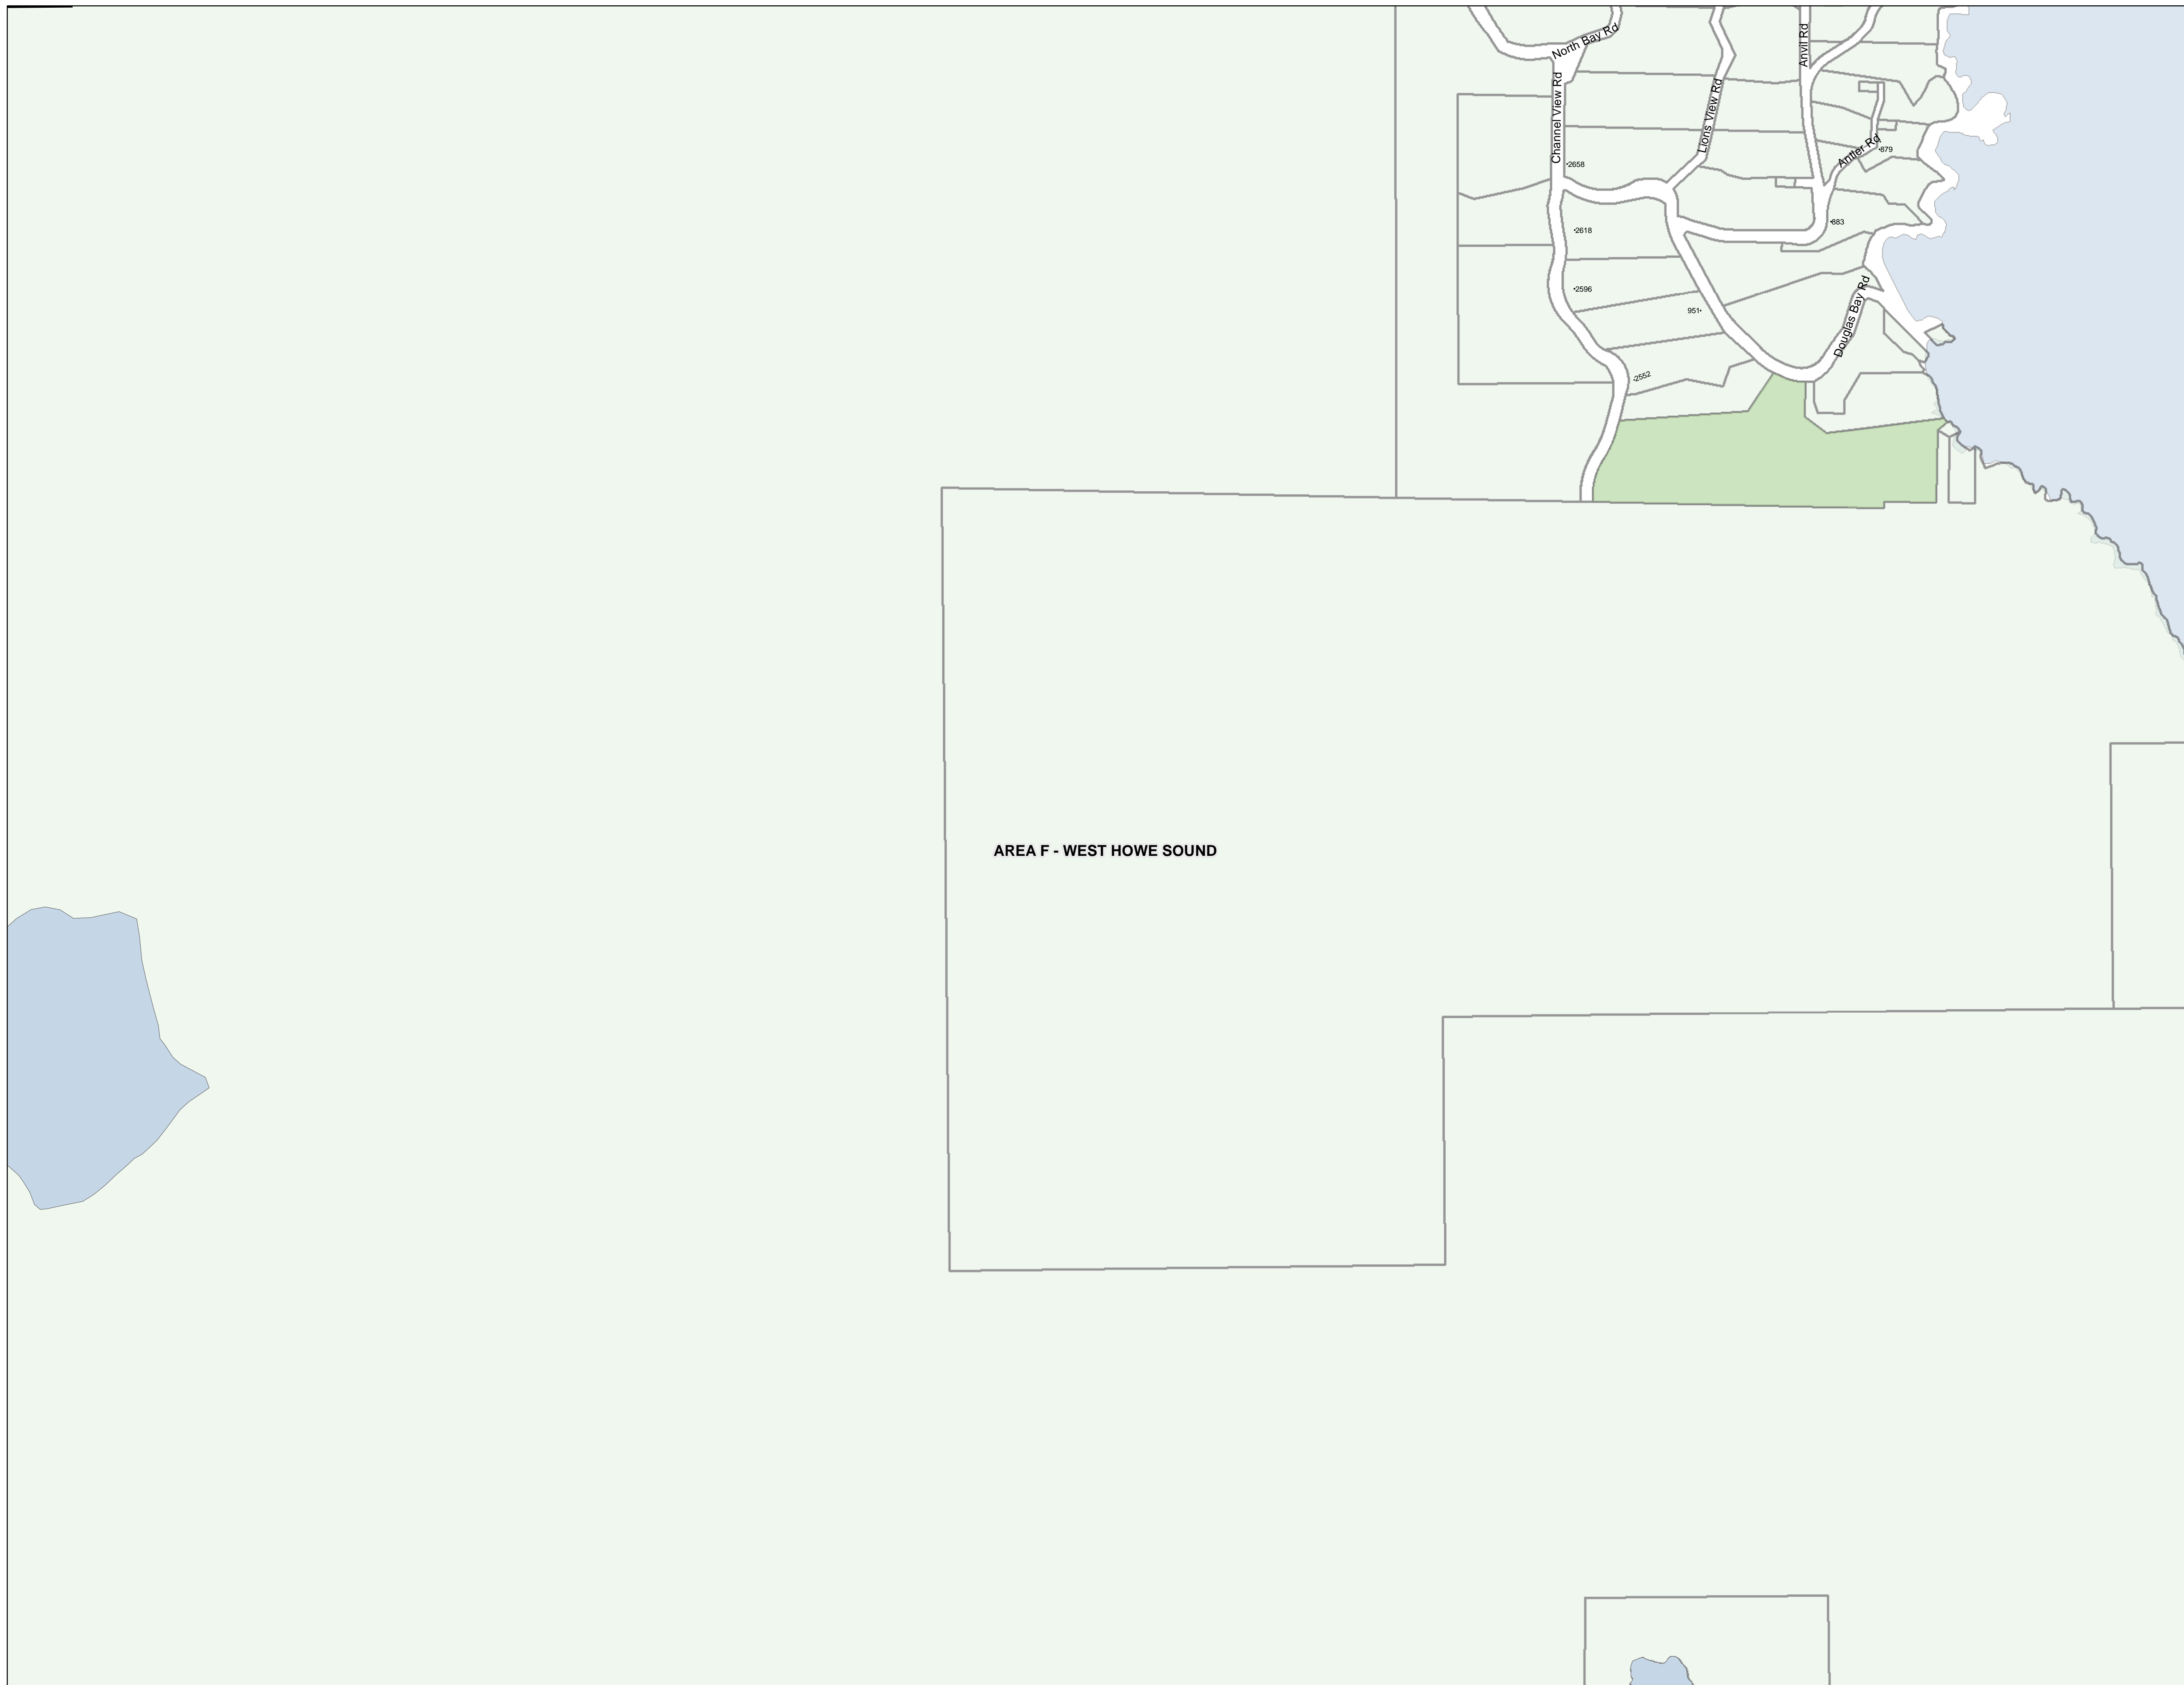 North Bay Rd
Anvil Rd
Channel View Rd
Lions View Rd
Antler Rd
879
2658
883
2618
2596
951
Douglas Bay Rd
2552
AREA F - WEST HOWE SOUND